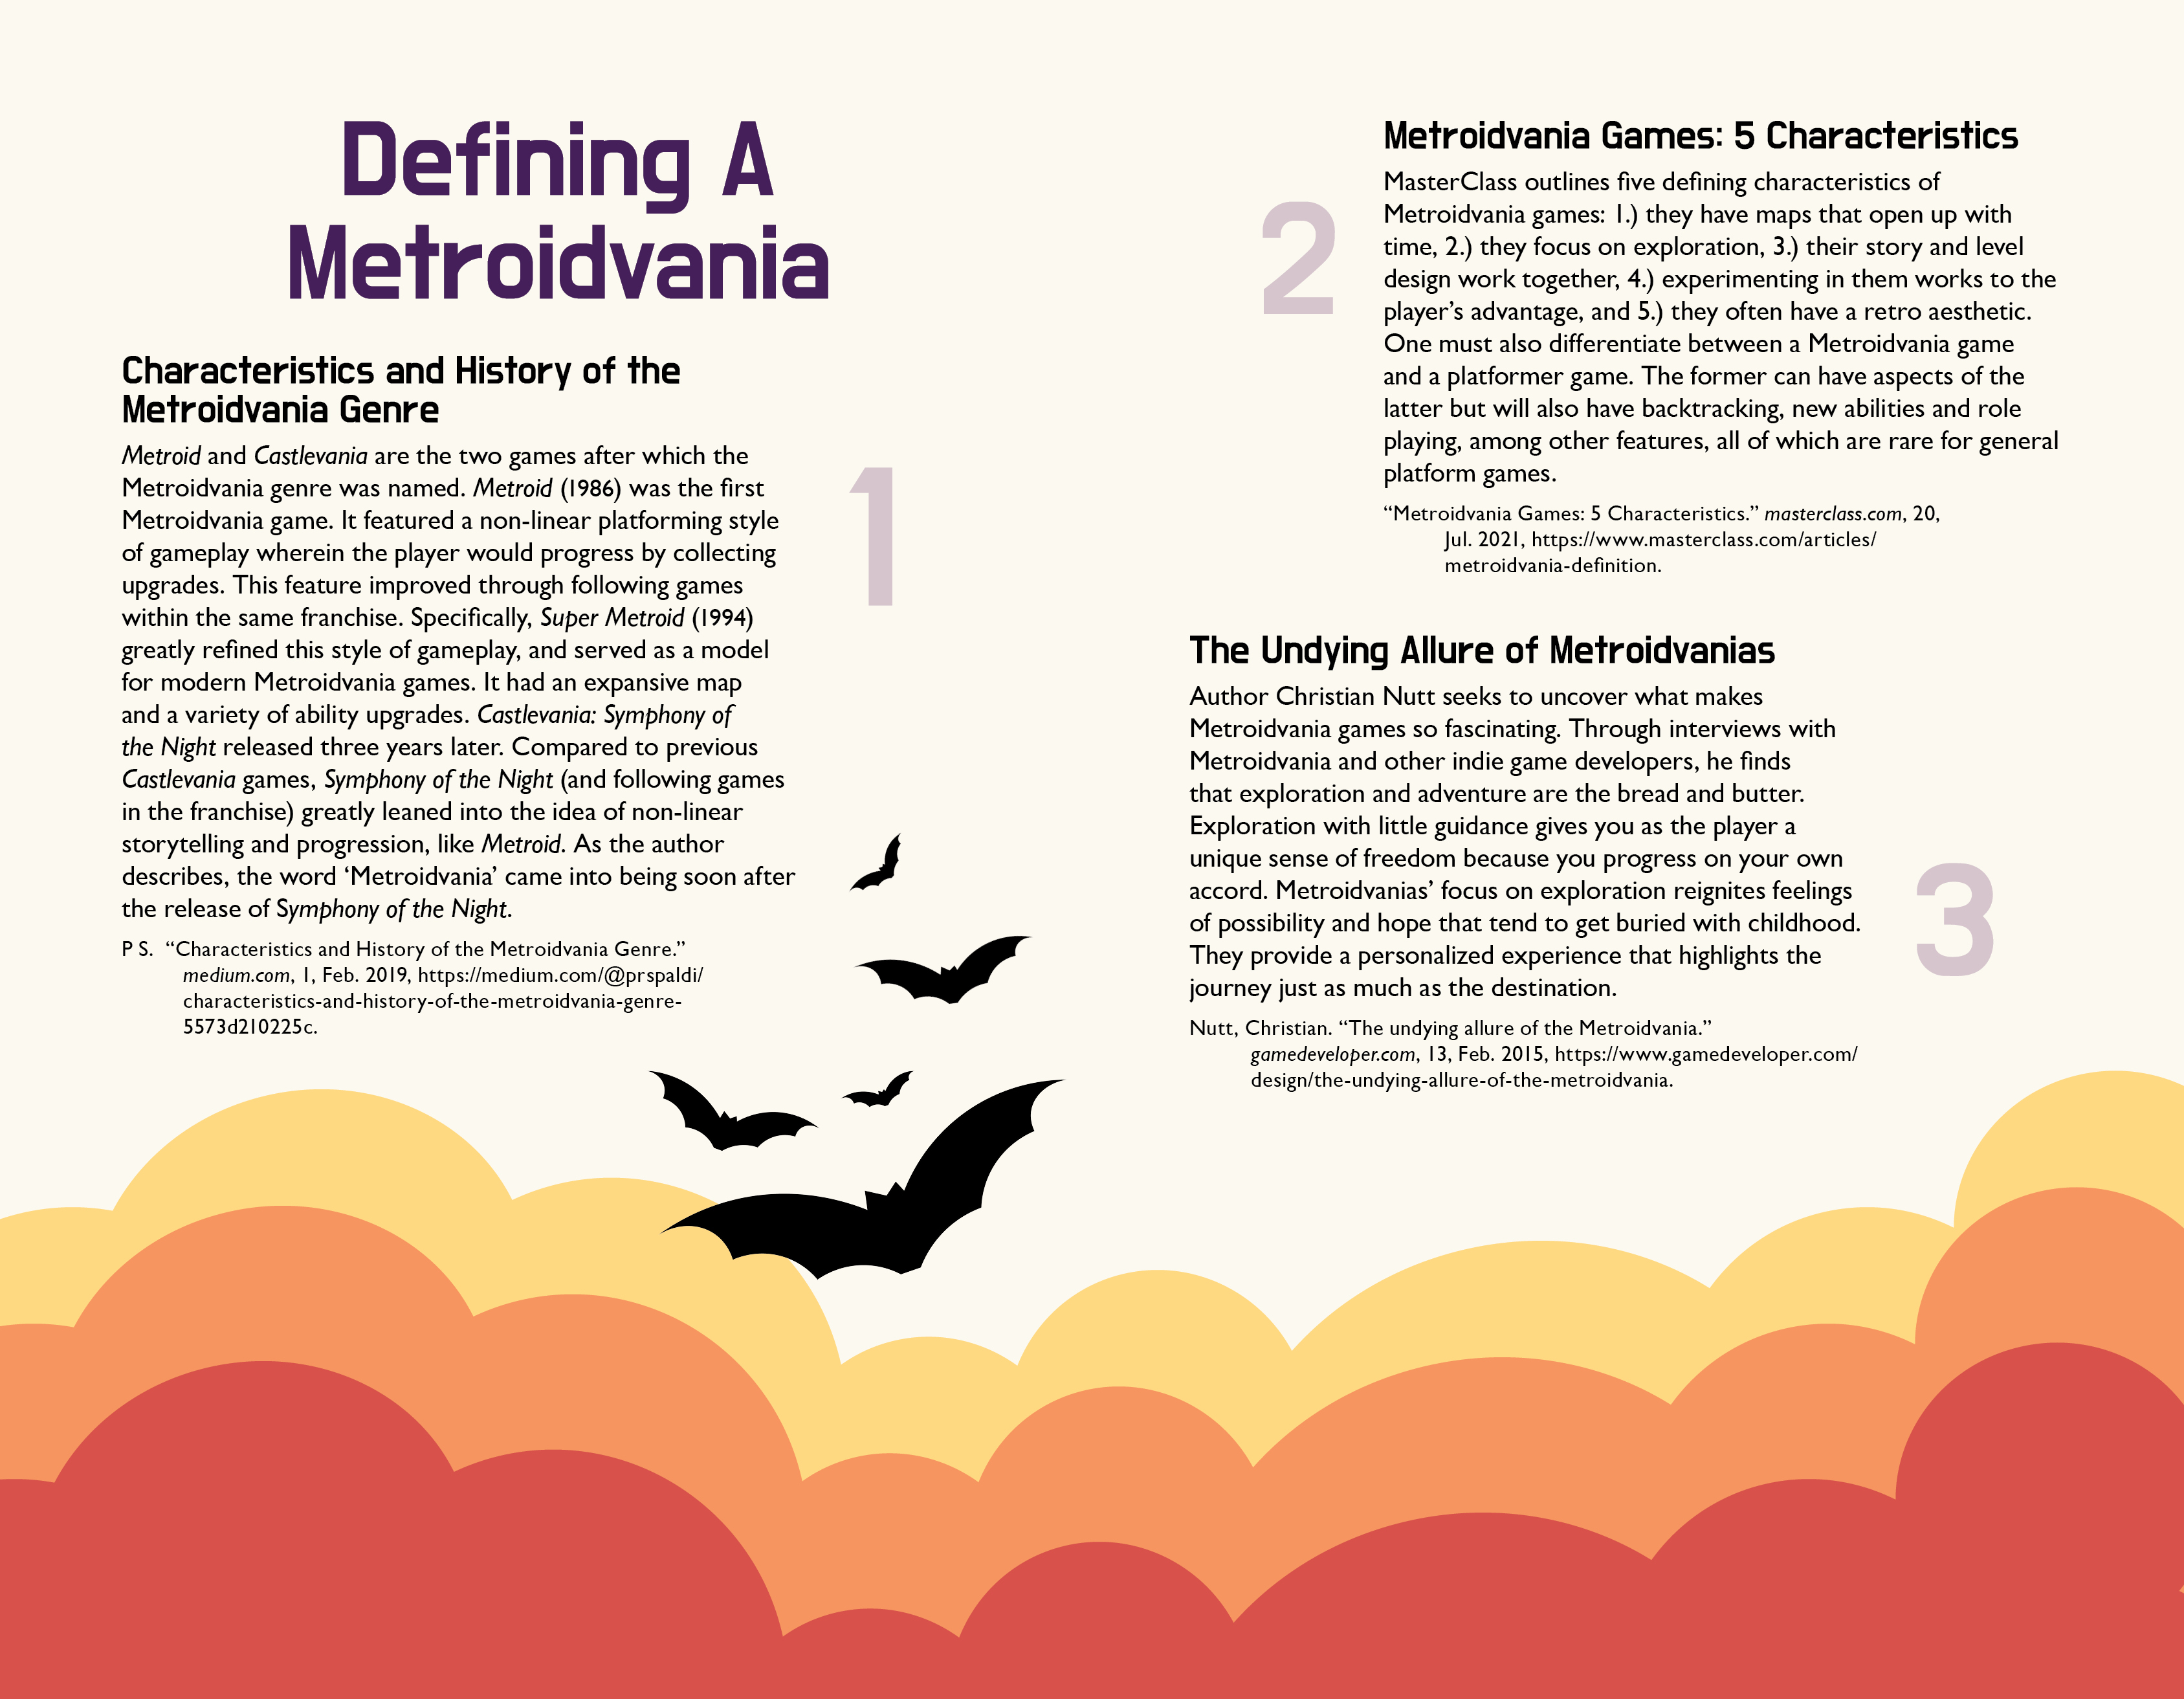 Defining A
Metroidvania
Characteristics and History of the
Metroidvania Genre
Metroid and Castlevania are the two games after which the
Metroidvania genre was named. Metroid (1986) was the first
Metroidvania game. It featured a non-linear platforming style
of gameplay wherein the player would progress by collecting
upgrades. This feature improved through following games
within the same franchise. Specifically, Super Metroid (1994)
greatly refined this style of gameplay, and served as a model
for modern Metroidvania games. It had an expansive map
and a variety of ability upgrades. Castlevania: Symphony of
the Night released three years later. Compared to previous
Castlevania games, Symphony of the Night (and following games
in the franchise) greatly leaned into the idea of non-linear
storytelling and progression, like Metroid. As the author
describes, the word ‘Metroidvania’ came into being soon after
the release of Symphony of the Night.
P S. “Characteristics and History of the Metroidvania Genre.”
medium.com, 1, Feb. 2019, https://medium.com/@prspaldi/
characteristics-and-history-of-the-metroidvania-genre-
5573d210225c.
1
2
Metroidvania Games: 5 Characteristics
MasterClass outlines five defining characteristics of
Metroidvania games: 1.) they have maps that open up with
time, 2.) they focus on exploration, 3.) their story and level
design work together, 4.) experimenting in them works to the
player’s advantage, and 5.) they often have a retro aesthetic.
One must also differentiate between a Metroidvania game
and a platformer game. The former can have aspects of the
latter but will also have backtracking, new abilities and role
playing, among other features, all of which are rare for general
platform games.
“Metroidvania Games: 5 Characteristics.” masterclass.com, 20,
Jul. 2021, https://www.masterclass.com/articles/
metroidvania-definition.
The Undying Allure of Metroidvanias
Author Christian Nutt seeks to uncover what makes
Metroidvania games so fascinating. Through interviews with
Metroidvania and other indie game developers, he finds
that exploration and adventure are the bread and butter.
Exploration with little guidance gives you as the player a
unique sense of freedom because you progress on your own
accord. Metroidvanias’ focus on exploration reignites feelings
of possibility and hope that tend to get buried with childhood.
They provide a personalized experience that highlights the
journey just as much as the destination.
Nutt, Christian. “The undying allure of the Metroidvania.”
gamedeveloper.com, 13, Feb. 2015, https://www.gamedeveloper.com/
design/the-undying-allure-of-the-metroidvania.
3